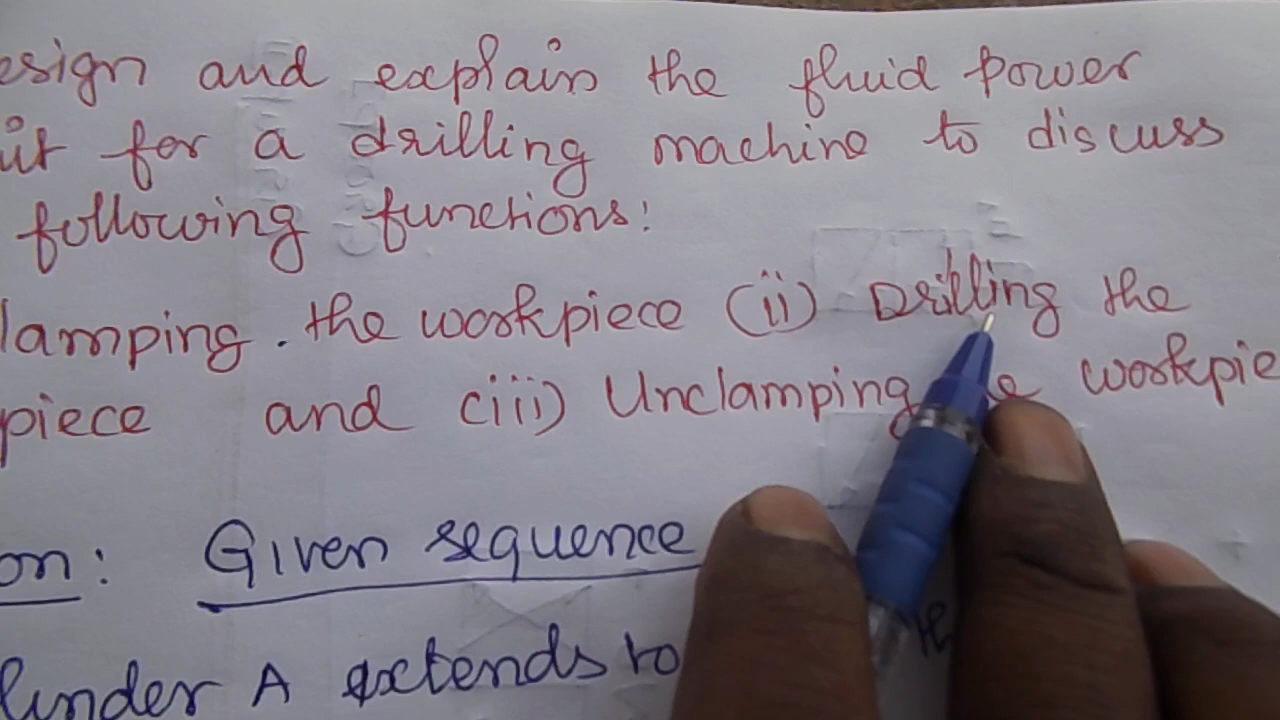 esign and explain the fluid power
uit for a drilling machine to discuss
following functions:
lamping. the workpiece (ii) Drilling the
piece and (iii) Unclamping workpie
on: Given sequence
linder A extends to